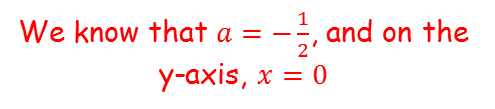 We know that 𝑎 = −1/2, and on the
y-axis, 𝑥 = 0